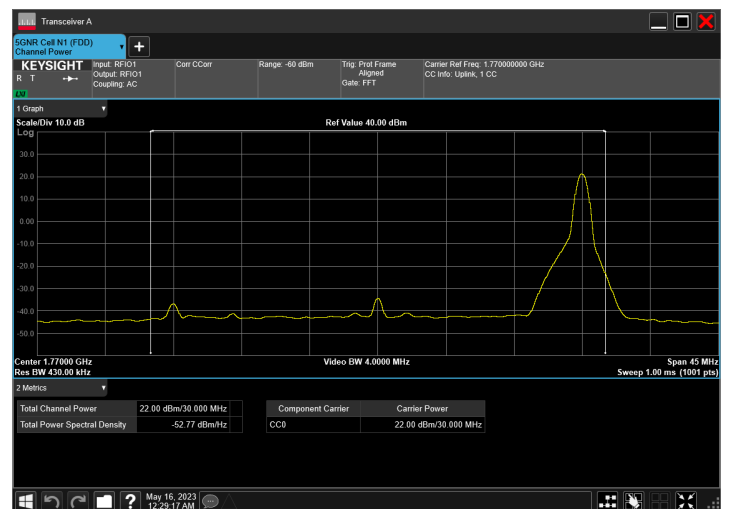 Transceiver A
5GNR Cell N1 (FDD)
Channel Power
KEYSIGHT
R T
LXI
Input: RFIO1
Output: RFIO1
Coupling: AC
Corr CCorr
Range: -60 dBm
Trig: Prot Frame
Aligned
Gate: FFT
Carrier Ref Freq: 1.770000000 GHz
CC Info: Uplink, 1 CC
1 Graph
Scale/Div 10.0 dB
Ref Value 40.00 dBm
Log
30.0
20.0
10.0
0.00
-10.0
-20.0
-30.0
-40.0
-50.0
Center 1.77000 GHz
Video BW 4.0000 MHz
Span 45 MHz
Res BW 430.00 kHz
Sweep 1.00 ms (1001 pts)
2 Metrics
Total Channel Power 22.00 dBm/30.000 MHz
Total Power Spectral Density -52.77 dBm/Hz
Component Carrier Carrier Power
CC0 22.00 dBm/30.000 MHz
?
May 16, 2023
12:29:17 AM